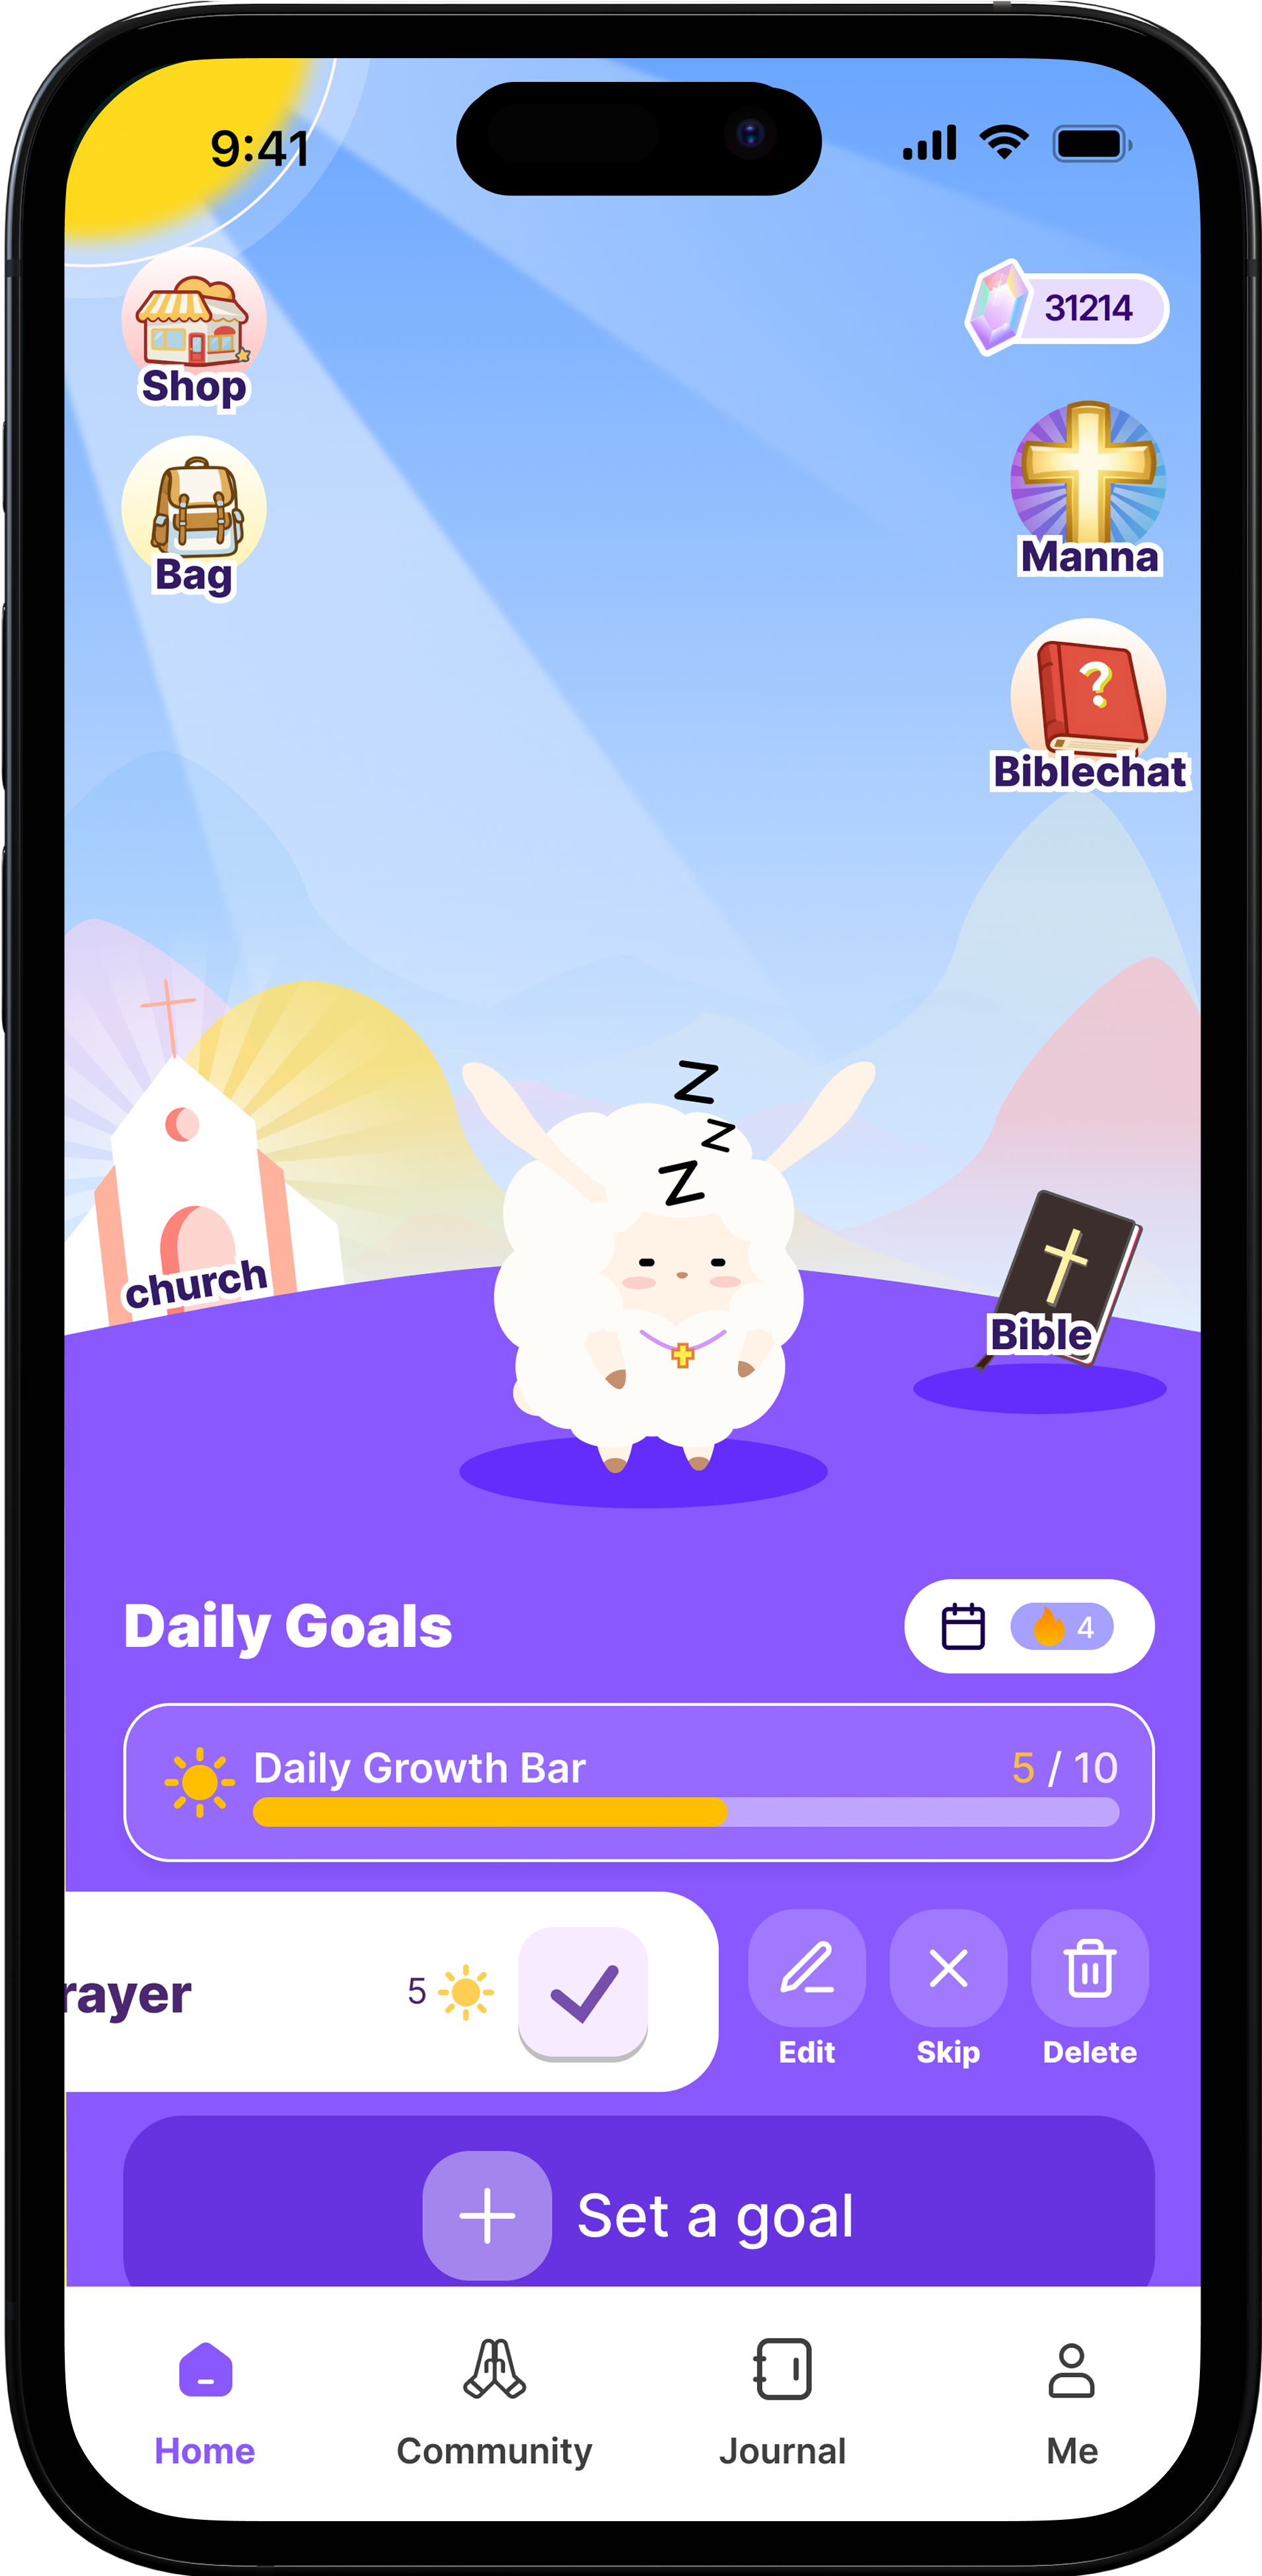 9:41
31214
Shop
Bag
Manna
?
Biblechat
z
z
z
church
Bible
Daily Goals
4
Daily Growth Bar
5 / 10
rayer
5
Edit
Skip
Delete
Set a goal
Home
Community
Journal
Me